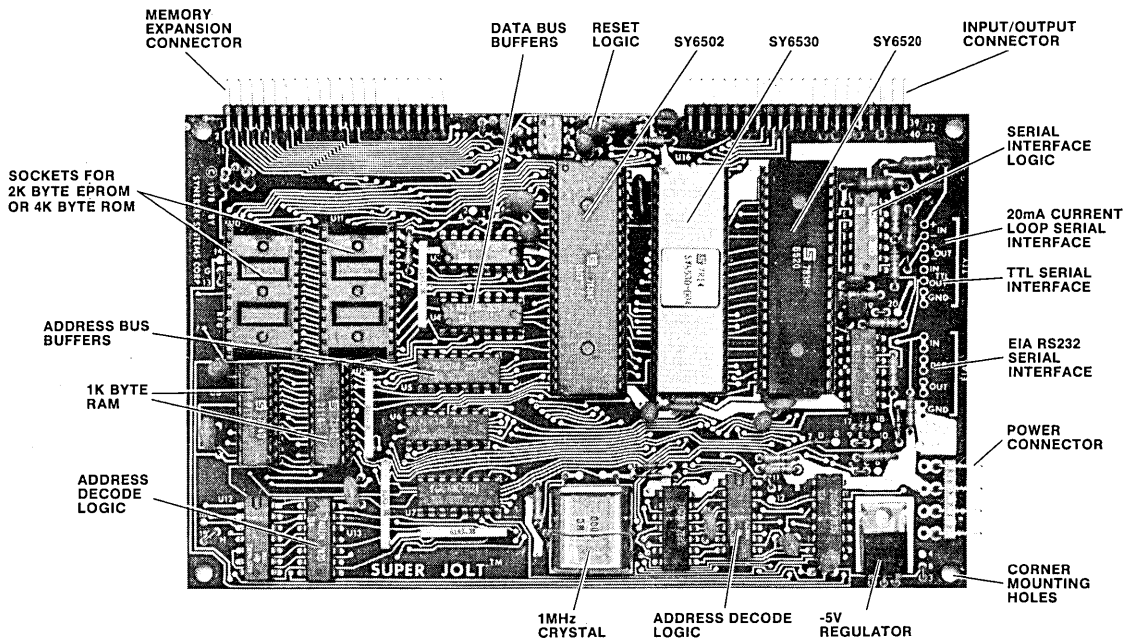 MEMORY
EXPANSION
CONNECTOR
DATA BUS
BUFFERS
RESET
LOGIC
SY6502
SY6530
SY6520
INPUT/OUTPUT
CONNECTOR
SERIAL
INTERFACE
LOGIC
SOCKETS FOR
2K BYTE EPROM
OR 4K BYTE ROM
20mA CURRENT
LOOP SERIAL
INTERFACE
IN
OUT
IN
TTL
OUT
GND
TTL SERIAL
INTERFACE
ADDRESS BUS
BUFFERS
EIA RS232
SERIAL
INTERFACE
IN
OUT
GND
1K BYTE
RAM
POWER
CONNECTOR
ADDRESS
DECODE
LOGIC
U13
SUPER JOLT™
CORNER
MOUNTING
HOLES
1MHz
CRYSTAL
ADDRESS DECODE
LOGIC
-5V
REGULATOR